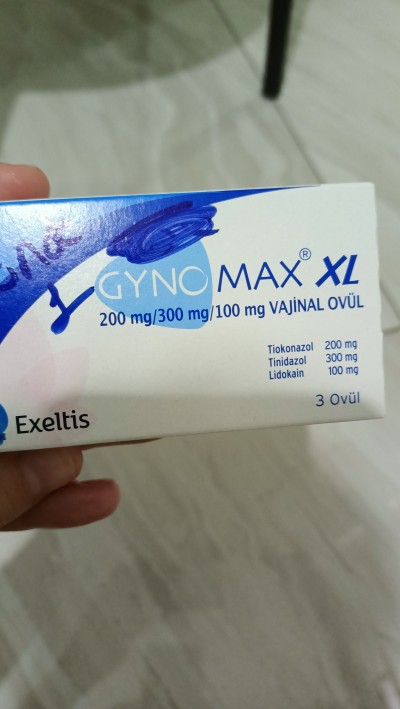 1
GYNOMAX® XL
200 mg/300 mg/100 mg VAJİNAL OVÜL
Tiokonazol 200 mg
Tinidazol 300 mg
Lidokain 100 mg
3 Ovül
Exeltis